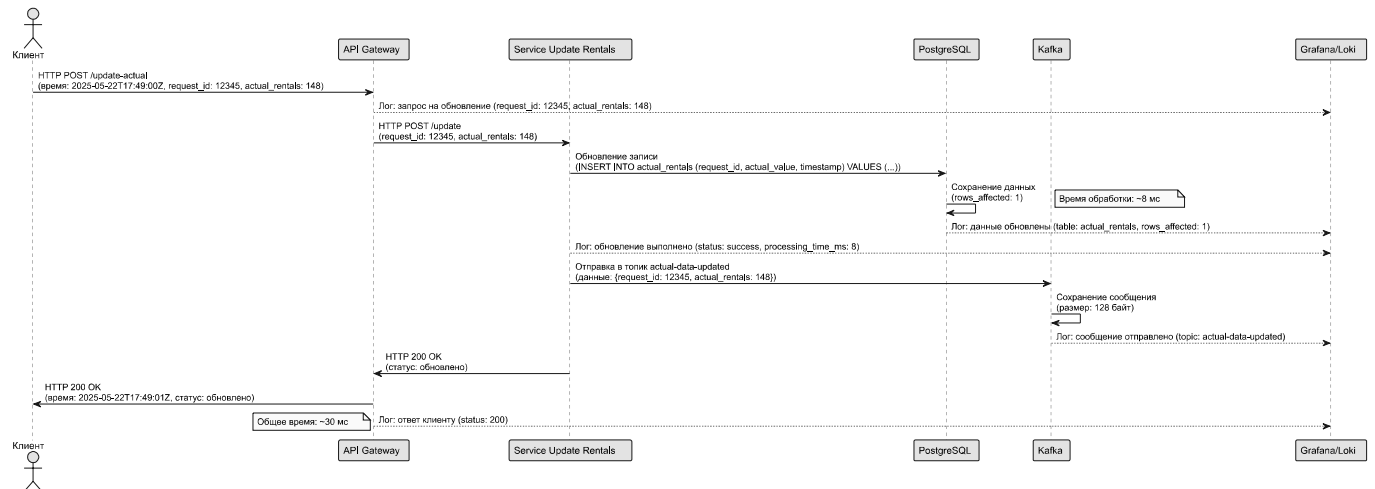 Клиент
API Gateway
Service Update Rentals
PostgreSQL
Kafka
Grafana/Loki
HTTP POST /update-actual
(время: 2025-05-22T17:49:00Z, request_id: 12345, actual_rentals: 148)
Лог: запрос на обновление (request_id: 12345, actual_rentals: 148)
HTTP POST /update
(request_id: 12345, actual_rentals: 148)
Обновление записи
(INSERT INTO actual_rentals (request_id, actual_value, timestamp) VALUES (...))
Сохранение данных
(rows_affected: 1)
Время обработки: ~8 мс
Лог: данные обновлены (table: actual_rentals, rows_affected: 1)
Лог: обновление выполнено (status: success, processing_time_ms: 8)
Отправка в топик actual-data-updated
(данные: {request_id: 12345, actual_rentals: 148})
Сохранение сообщения
(размер: 128 байт)
Лог: сообщение отправлено (topic: actual-data-updated)
HTTP 200 OK
(статус: обновлено)
HTTP 200 OK
(время: 2025-05-22T17:49:01Z, статус: обновлено)
Общее время: ~30 мс
Лог: ответ клиенту (status: 200)
Клиент
API Gateway
Service Update Rentals
PostgreSQL
Kafka
Grafana/Loki